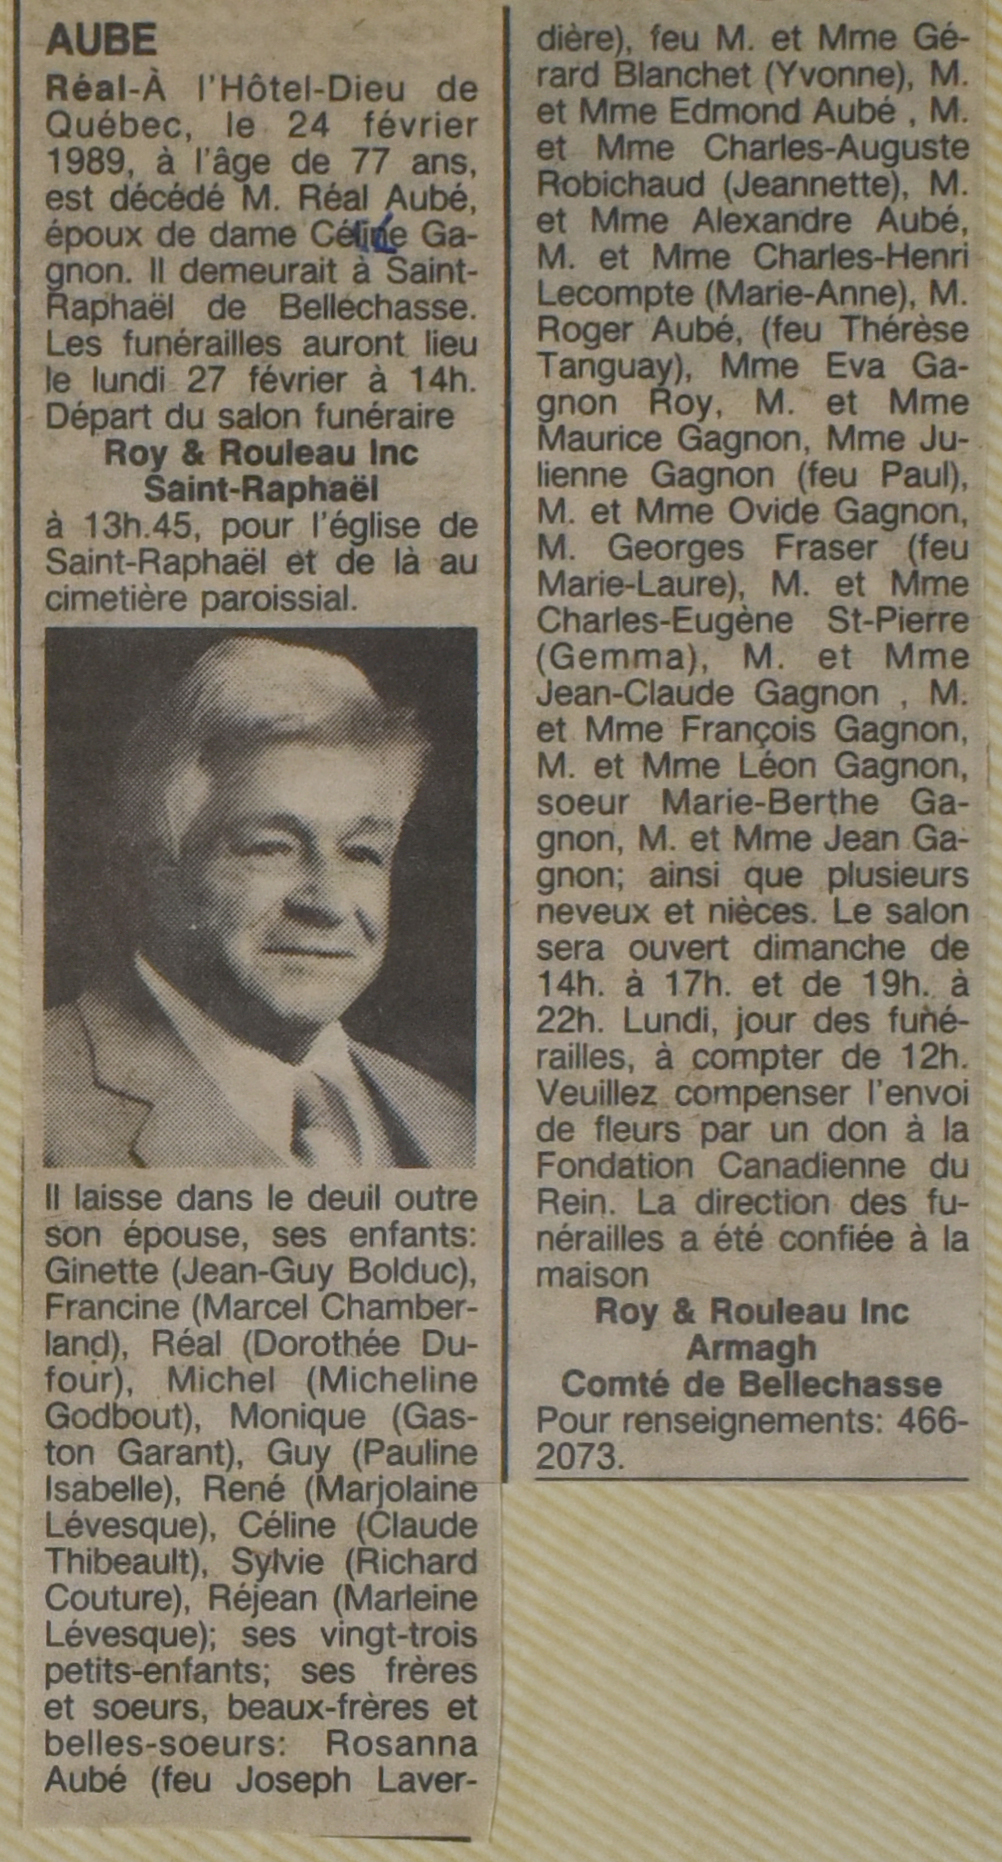 AUBE
Réal-À l'Hôtel-Dieu de
Québec, le 24 février
1989, à l'âge de 77 ans,
est décédé M. Réal Aubé,
époux de dame Ga-
gnon. Il demeurait à Saint-
Raphaël de Bellechasse.
Les funérailles auront lieu
le lundi 27 février à 14h.
Départ du salon funéraire
Roy & Rouleau Inc
Saint-Raphaël
à 13h.45, pour l'église de
Saint-Raphaël et de là au
cimetière paroissial.
Il laisse dans le deuil outre
son épouse, ses enfants:
Ginette (Jean-Guy Bolduc),
Francine (Marcel Chamber-
land), Réal (Dorothée Du-
four), Michel (Micheline
Godbout), Monique (Gas-
ton Garant), Guy (Pauline
Isabelle), René (Marjolaine
Lévesque), Céline (Claude
Thibeault), Sylvie (Richard
Couture), Réjean (Marleine
Lévesque); ses vingt-trois
petits-enfants; ses frères
et soeurs, beaux-frères et
belles-soeurs: Rosanna
Aubé (feu Joseph Laver-
dière), feu M. et Mme Gé-
rard Blanchet (Yvonne), M.
et Mme Edmond Aubé , M.
et Mme Charles-Auguste
Robichaud (Jeannette), M.
et Mme Alexandre Aubé,
M. et Mme Charles-Henri
Lecompte (Marie-Anne), M.
Roger Aubé, (feu Thérèse
Tanguay), Mme Eva Ga-
gnon Roy, M. et Mme
Maurice Gagnon, Mme Ju-
lienne Gagnon (feu Paul),
M. et Mme Ovide Gagnon,
M. Georges Fraser (feu
Marie-Laure), M. et Mme
Charles-Eugène St-Pierre
(Gemma), M. et Mme
Jean-Claude Gagnon , M.
et Mme François Gagnon,
M. et Mme Léon Gagnon,
soeur Marie-Berthe Ga-
gnon, M. et Mme Jean Ga-
gnon; ainsi que plusieurs
neveux et nièces. Le salon
sera ouvert dimanche de
14h. à 17h. et de 19h. à
22h. Lundi, jour des funé-
railles, à compter de 12h.
Veuillez compenser l'envoi
de fleurs par un don à la
Fondation Canadienne du
Rein. La direction des fu-
nérailles a été confiée à la
maison
Roy & Rouleau Inc
Armagh
Comté de Bellechasse
Pour renseignements: 466-
2073.